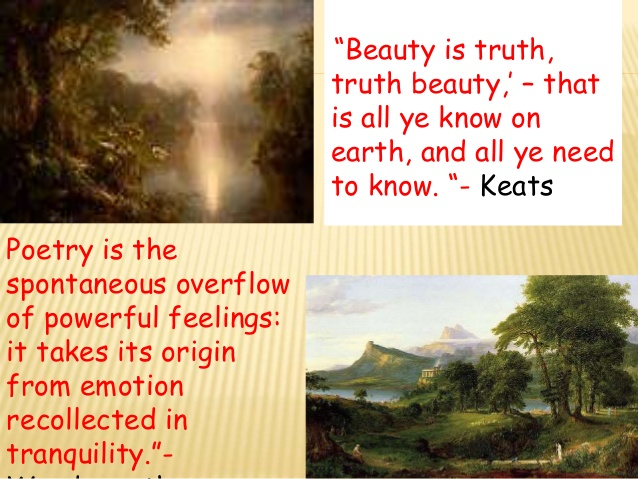 “Beauty is truth,
truth beauty,’ – that
is all ye know on
earth, and all ye need
to know. “- Keats
Poetry is the
spontaneous overflow
of powerful feelings:
it takes its origin
from emotion
recollected in
tranquility.”-